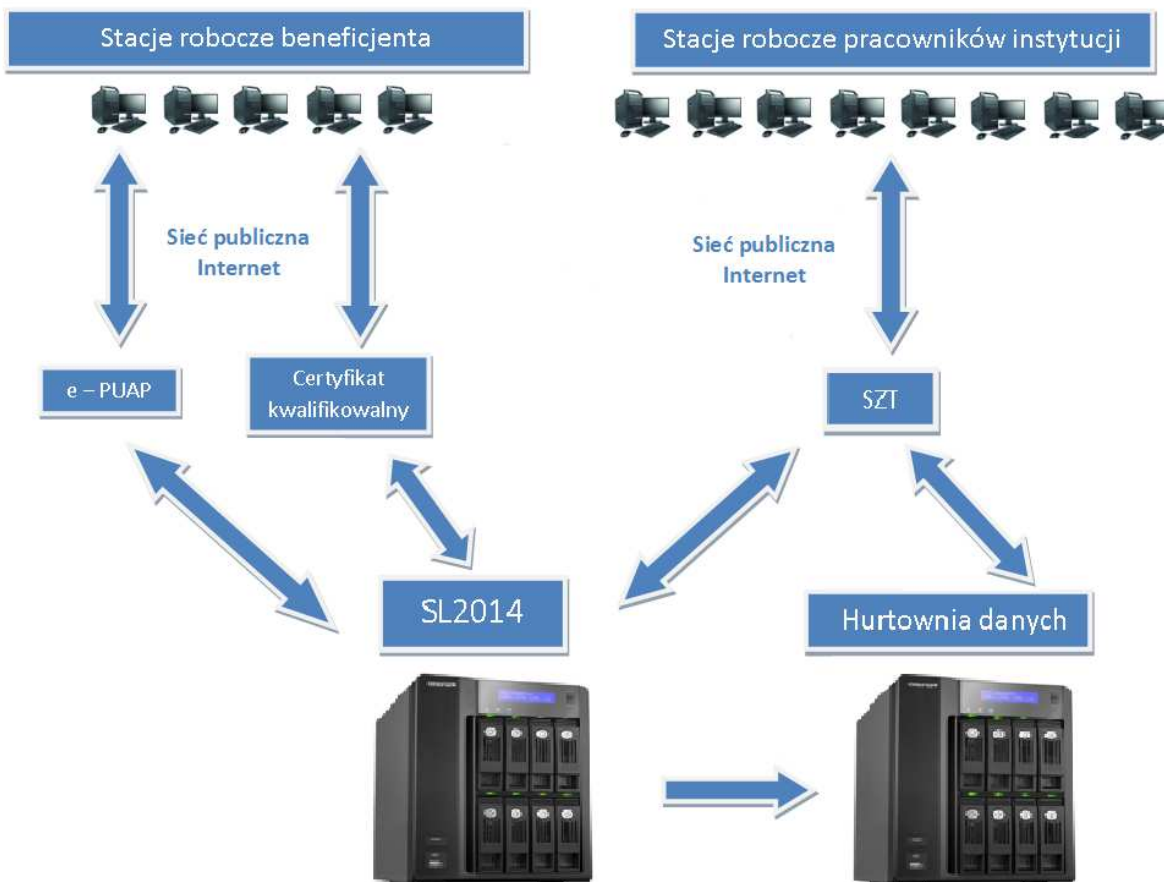 Stacje robocze beneficjenta
Stacje robocze pracowników instytucji
Sieć publiczna
Internet
Sieć publiczna
Internet
e – PUAP
Certyfikat
kwalifikowalny
SZT
SL2014
Hurtownia danych